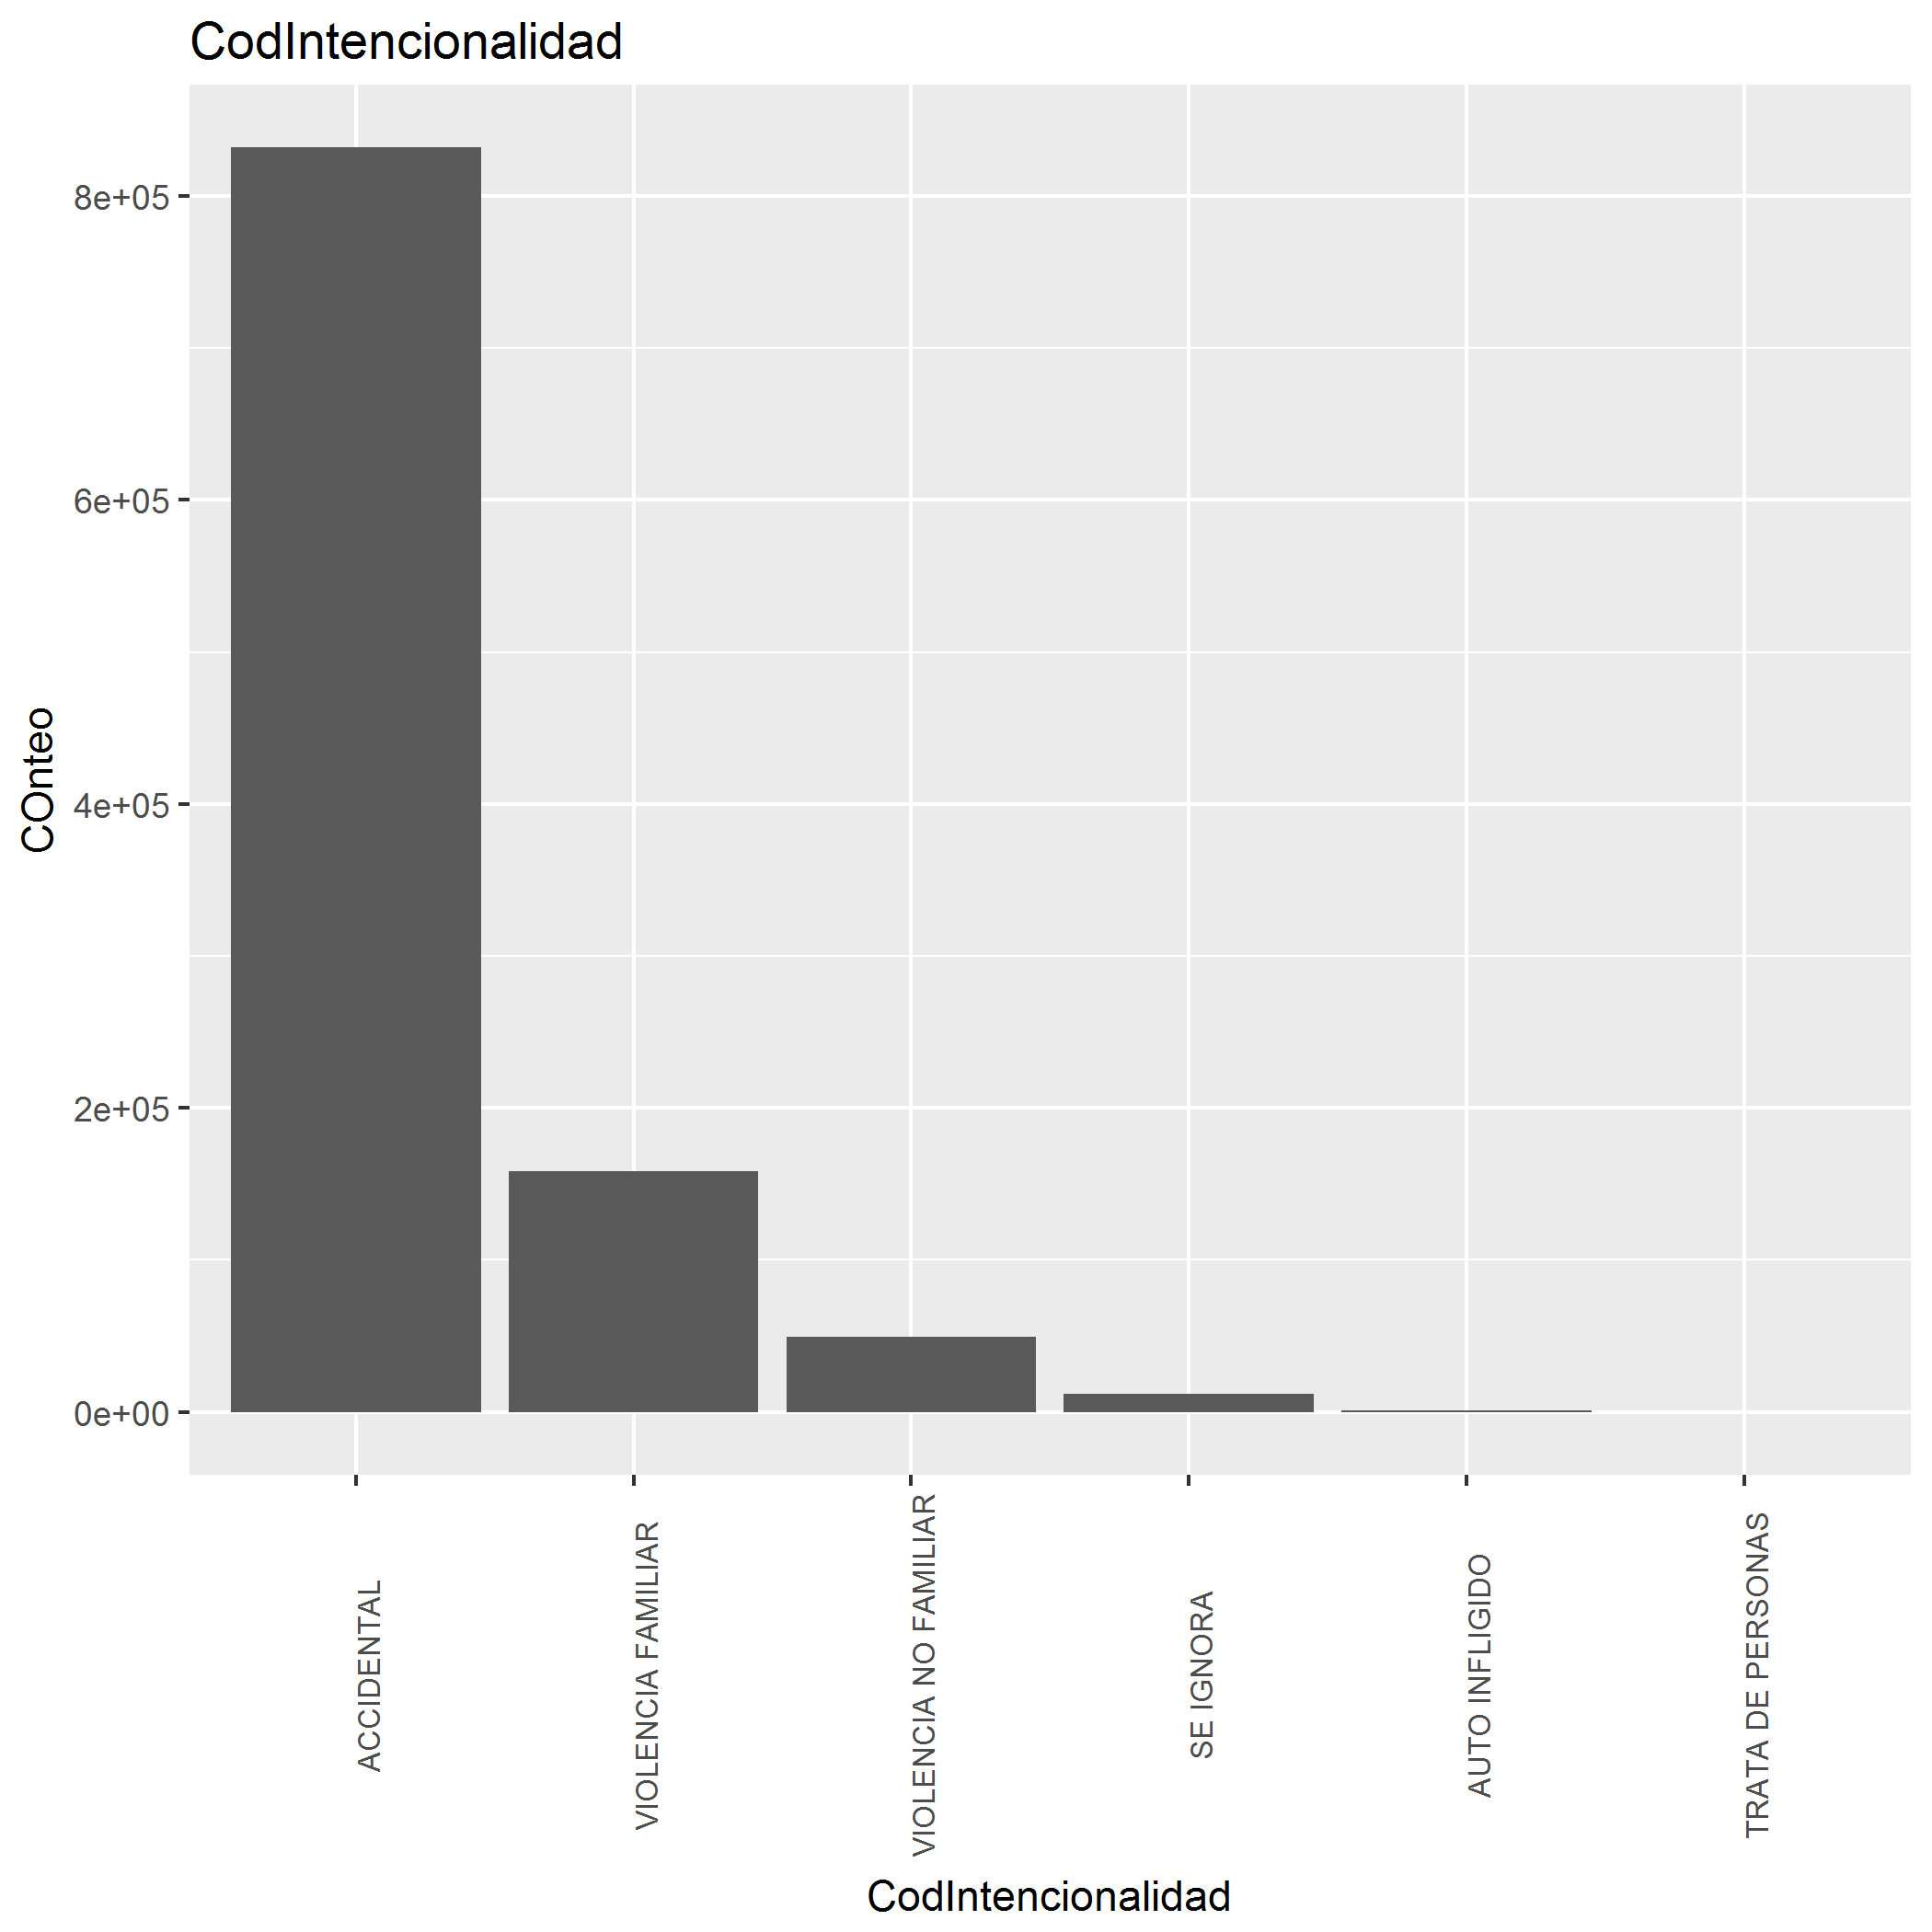 CodIntencionalidad
COnteo
8e+05
6e+05
4e+05
2e+05
0e+00
ACCIDENTAL
VIOLENCIA FAMILIAR
VIOLENCIA NO FAMILIAR
SE IGNORA
AUTO INFLIGIDO
TRATA DE PERSONAS
CodIntencionalidad